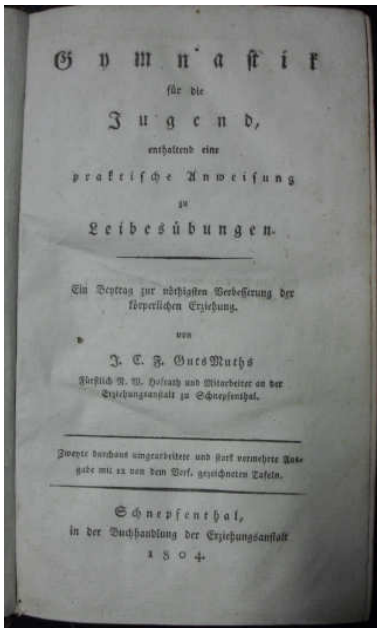 Gymnastik
für die
Jugend,
enthaltend eine
praktische Anweisung
zu
Leibesübungen.
Ein Beytrag zur nöthigsten Verbesserung der
körperlichen Erziehung.
von
J. C. F. GutsMuths
Fürstlich N. W. Hofrath und Mitarbeiter an der
Erziehungsanstalt zu Schnepfenthal.
Zweyte durchaus umgearbeitete und stark vermehrte Aus-
gabe mit 12 von dem Verf. gezeichneten Tafeln.
Schnepfenthal,
in der Buchhandlung der Erziehungsanstalt
1804.